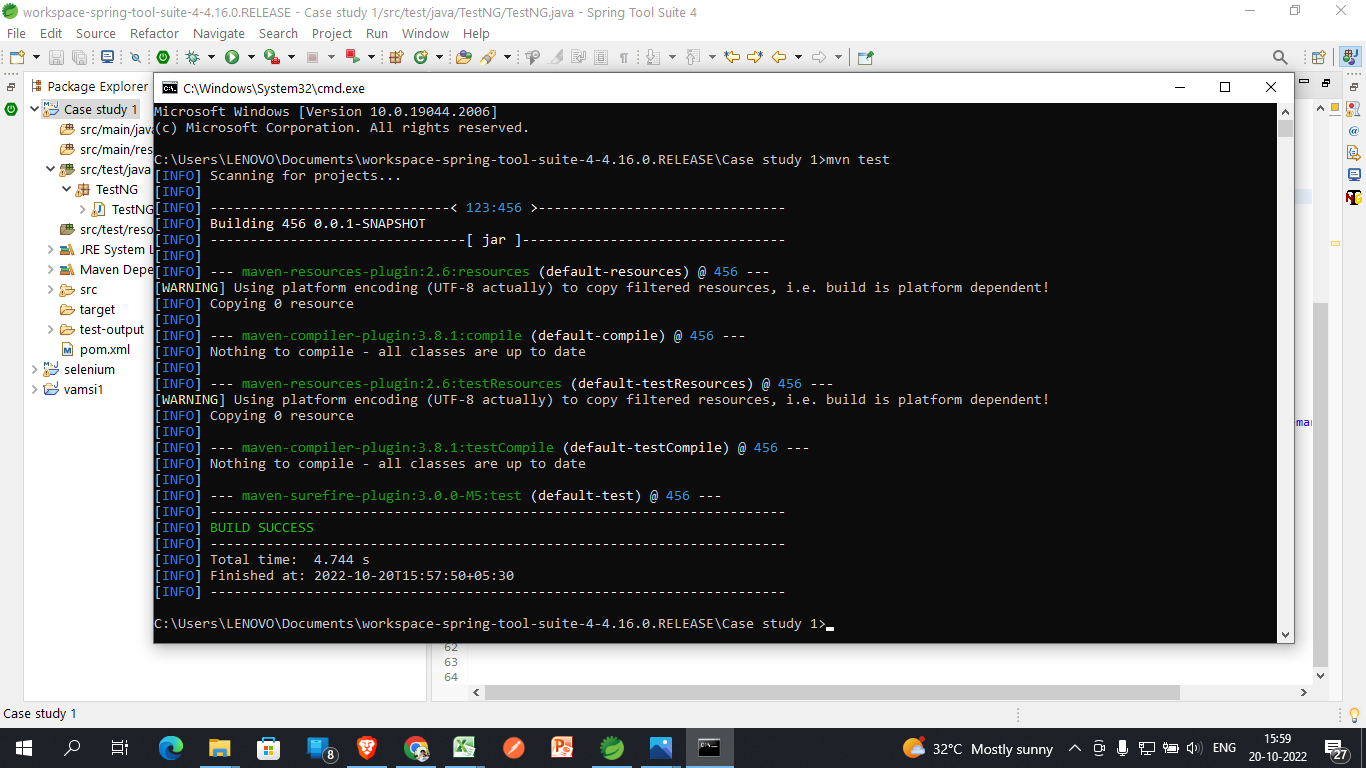 workspace-spring-tool-suite-4-4.16.0.RELEASE - Case study 1/src/test/java/TestNG/TestNG.java - Spring Tool Suite 4
File Edit Source Refactor Navigate Search Project Run Window Help
Package Explorer
Case study 1
src/main/java
src/main/res
src/test/java
TestNG
TestNG
src/test/reso
JRE System L
Maven Depe
src
target
test-output
pom.xml
selenium
vamsi1
C:\Windows\System32\cmd.exe
Microsoft Windows [Version 10.0.19044.2006]
(c) Microsoft Corporation. All rights reserved.
C:\Users\LENOVO\Documents\workspace-spring-tool-suite-4-4.16.0.RELEASE\Case study 1>mvn test
[INFO] Scanning for projects...
[INFO]
[INFO] ------------------------------< 123:456 >-------------------------------
[INFO] Building 456 0.0.1-SNAPSHOT
[INFO] --------------------------------[ jar ]---------------------------------
[INFO]
[INFO] --- maven-resources-plugin:2.6:resources (default-resources) @ 456 ---
[WARNING] Using platform encoding (UTF-8 actually) to copy filtered resources, i.e. build is platform dependent!
[INFO] Copying 0 resource
[INFO]
[INFO] --- maven-compiler-plugin:3.8.1:compile (default-compile) @ 456 ---
[INFO] Nothing to compile - all classes are up to date
[INFO]
[INFO] --- maven-resources-plugin:2.6:testResources (default-testResources) @ 456 ---
[WARNING] Using platform encoding (UTF-8 actually) to copy filtered resources, i.e. build is platform dependent!
[INFO] Copying 0 resource
[INFO]
[INFO] --- maven-compiler-plugin:3.8.1:testCompile (default-testCompile) @ 456 ---
[INFO] Nothing to compile - all classes are up to date
[INFO]
[INFO] --- maven-surefire-plugin:3.0.0-M5:test (default-test) @ 456 ---
[INFO] ------------------------------------------------------------------------
[INFO] BUILD SUCCESS
[INFO] ------------------------------------------------------------------------
[INFO] Total time:  4.744 s
[INFO] Finished at: 2022-10-20T15:57:50+05:30
[INFO] ------------------------------------------------------------------------
C:\Users\LENOVO\Documents\workspace-spring-tool-suite-4-4.16.0.RELEASE\Case study 1>
mar
62
63
64
Case study 1
8
32°C Mostly sunny
ENG
15:59
20-10-2022
27